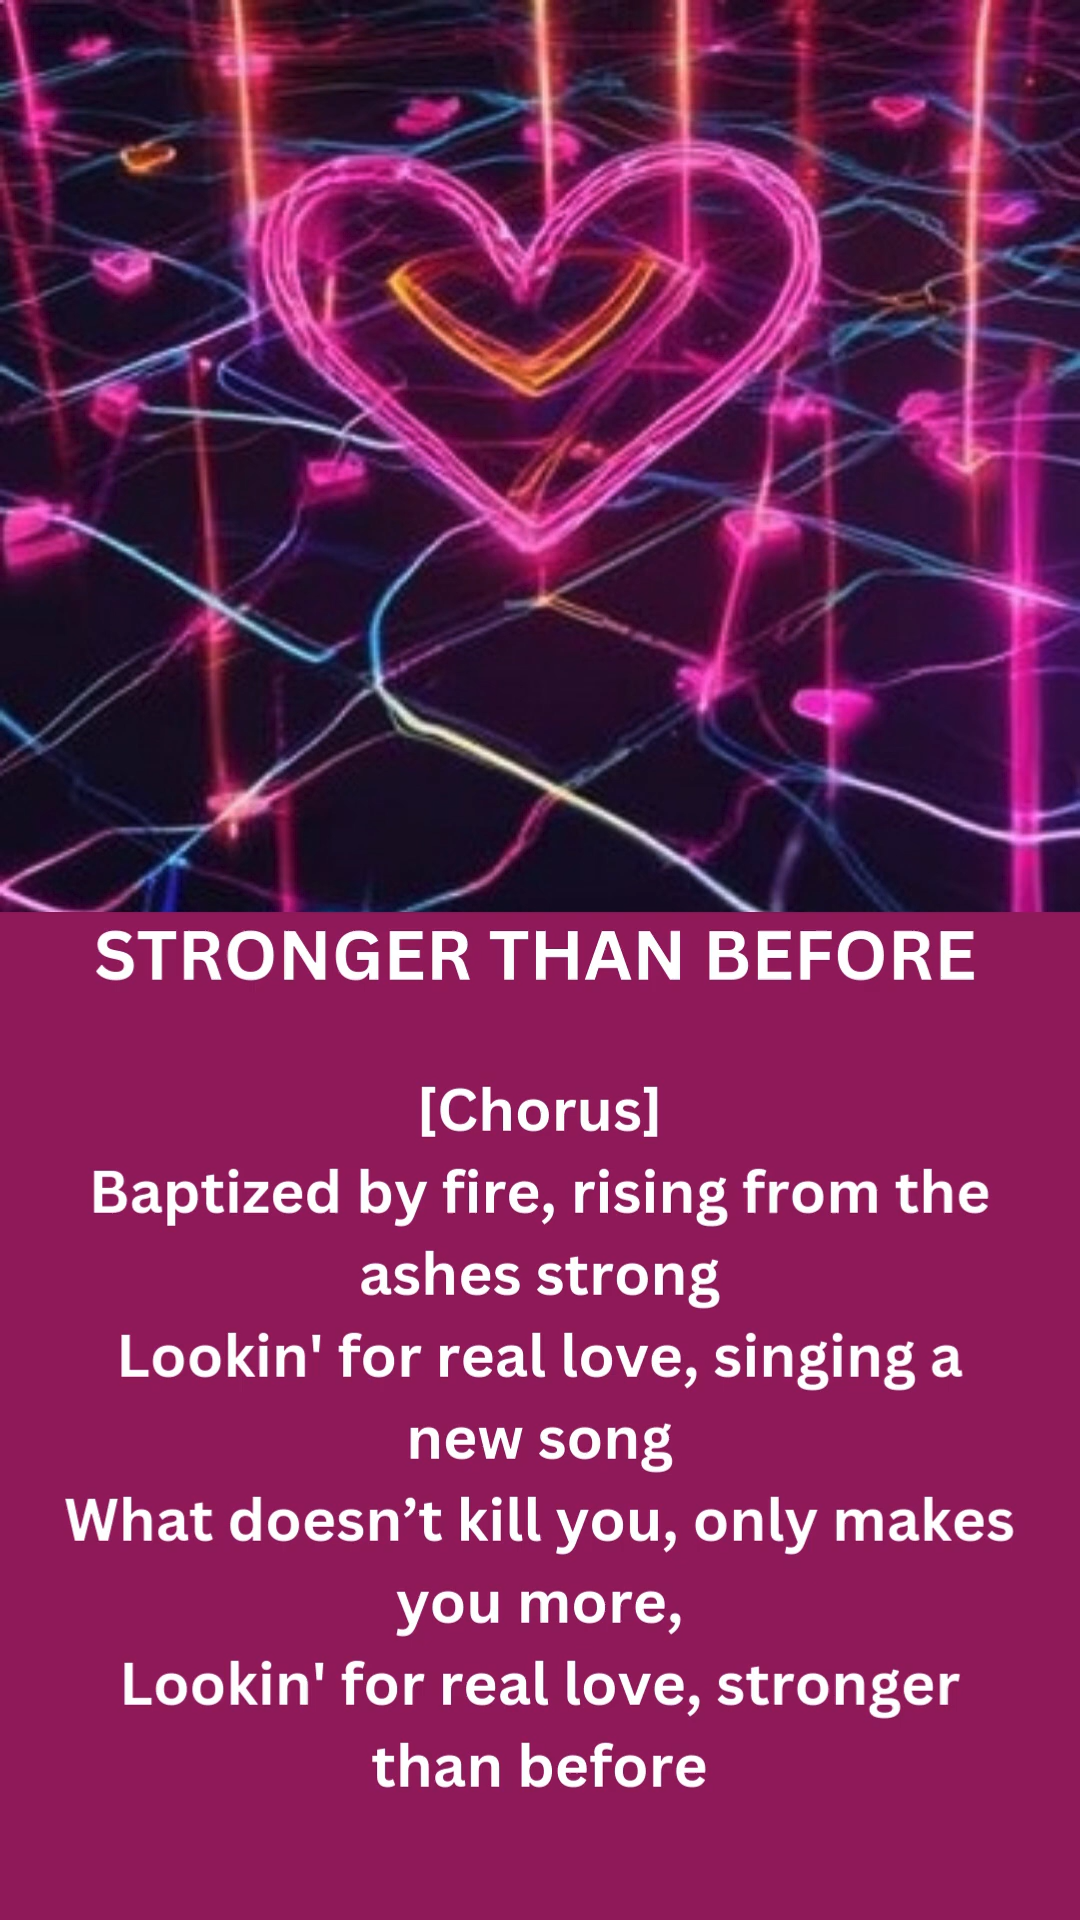 STRONGER THAN BEFORE
[Chorus]
Baptized by fire, rising from the
ashes strong
Lookin' for real love, singing a
new song
What doesn’t kill you, only makes
you more,
Lookin' for real love, stronger
than before